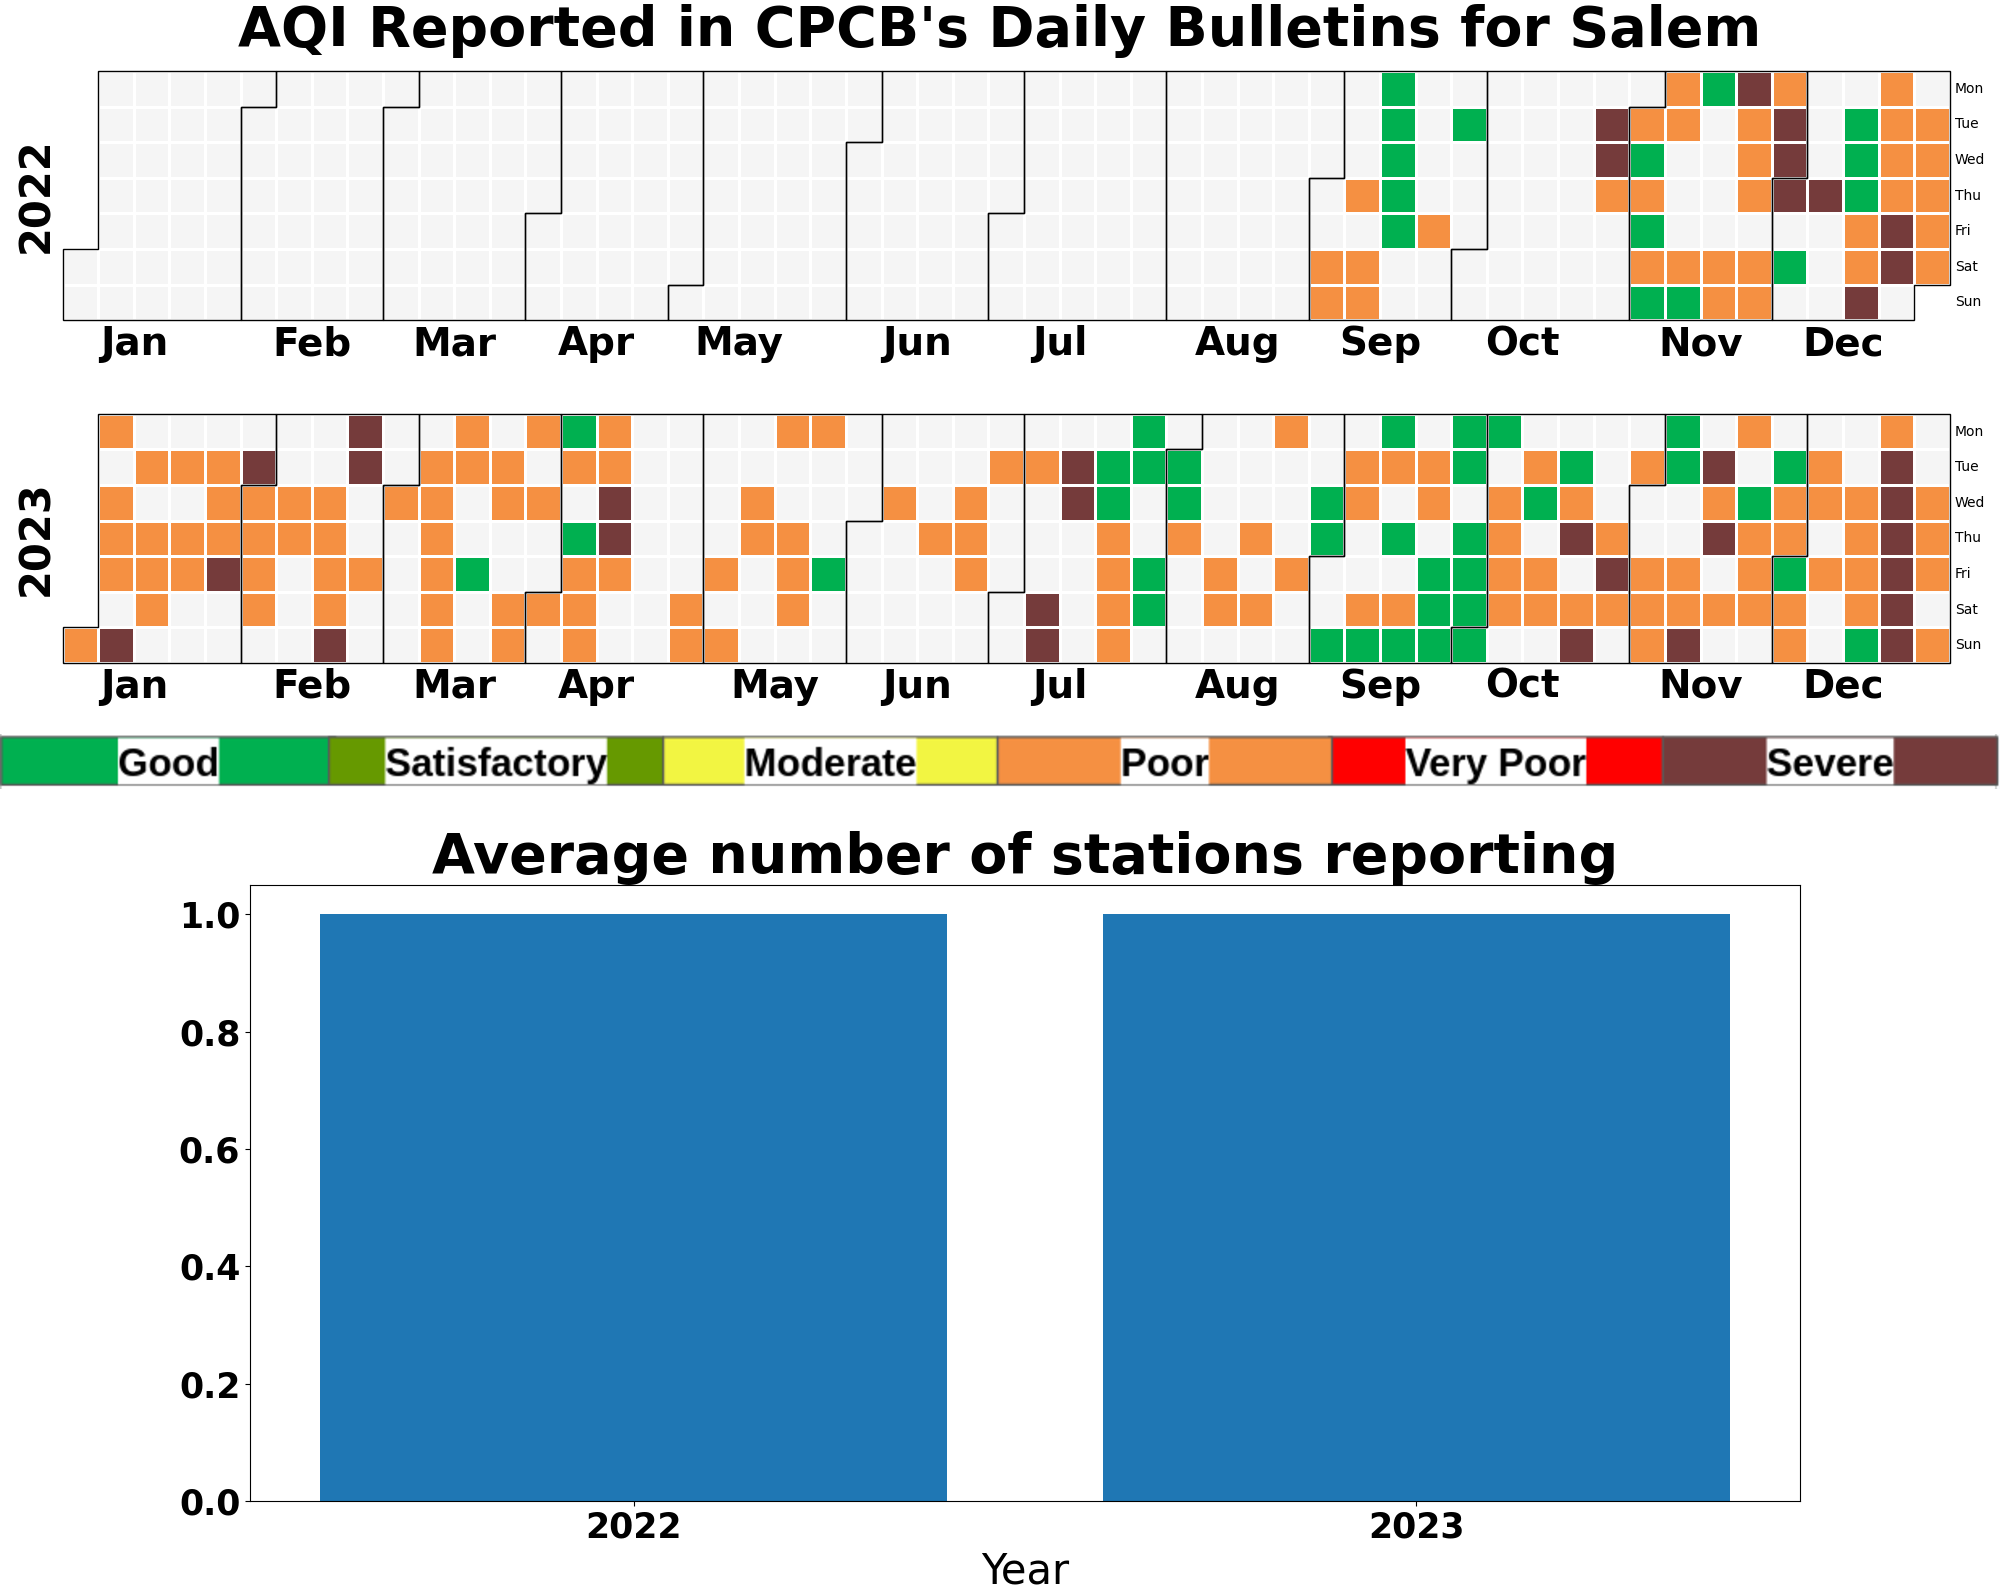 AQI Reported in CPCB's Daily Bulletins for Salem
2022
Mon
Tue
Wed
Thu
Fri
Sat
Sun
Jan Feb Mar Apr May Jun Jul Aug Sep Oct Nov Dec
2023
Mon
Tue
Wed
Thu
Fri
Sat
Sun
Jan Feb Mar Apr May Jun Jul Aug Sep Oct Nov Dec
Good Satisfactory Moderate Poor Very Poor Severe
Average number of stations reporting
1.0
0.8
0.6
0.4
0.2
0.0
2022 2023
Year